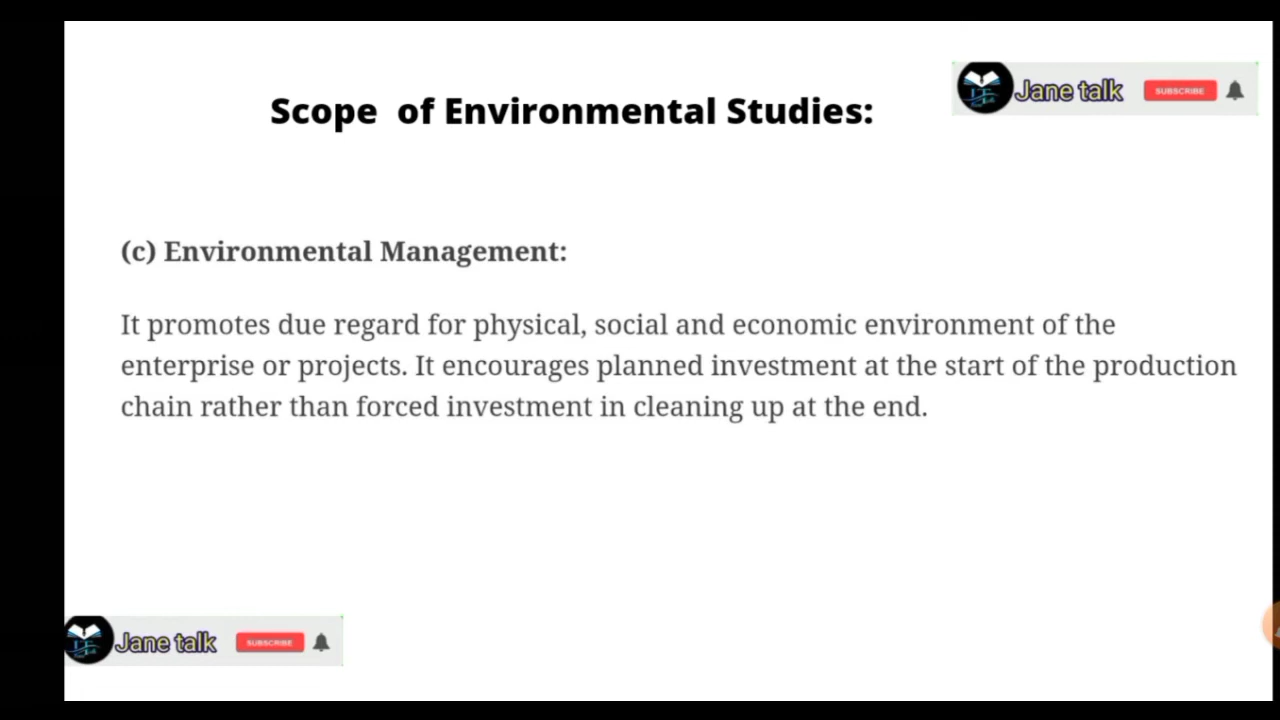 Jane talk SUBSCRIBE
Scope of Environmental Studies:
(c) Environmental Management:
It promotes due regard for physical, social and economic environment of the
enterprise or projects. It encourages planned investment at the start of the production
chain rather than forced investment in cleaning up at the end.
Jane talk SUBSCRIBE